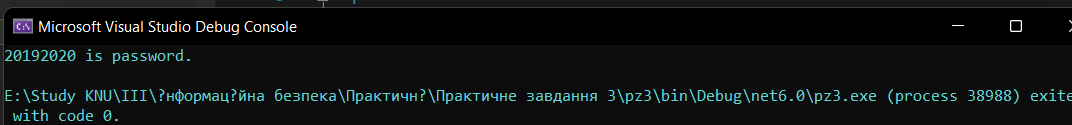 Microsoft Visual Studio Debug Console
20192020 is password.
E:\Study KNU\III\?нформац?йна безпека\Практичн?\Практичне завдання 3\pz3\bin\Debug\net6.0\pz3.exe (process 38988) exite
with code 0.